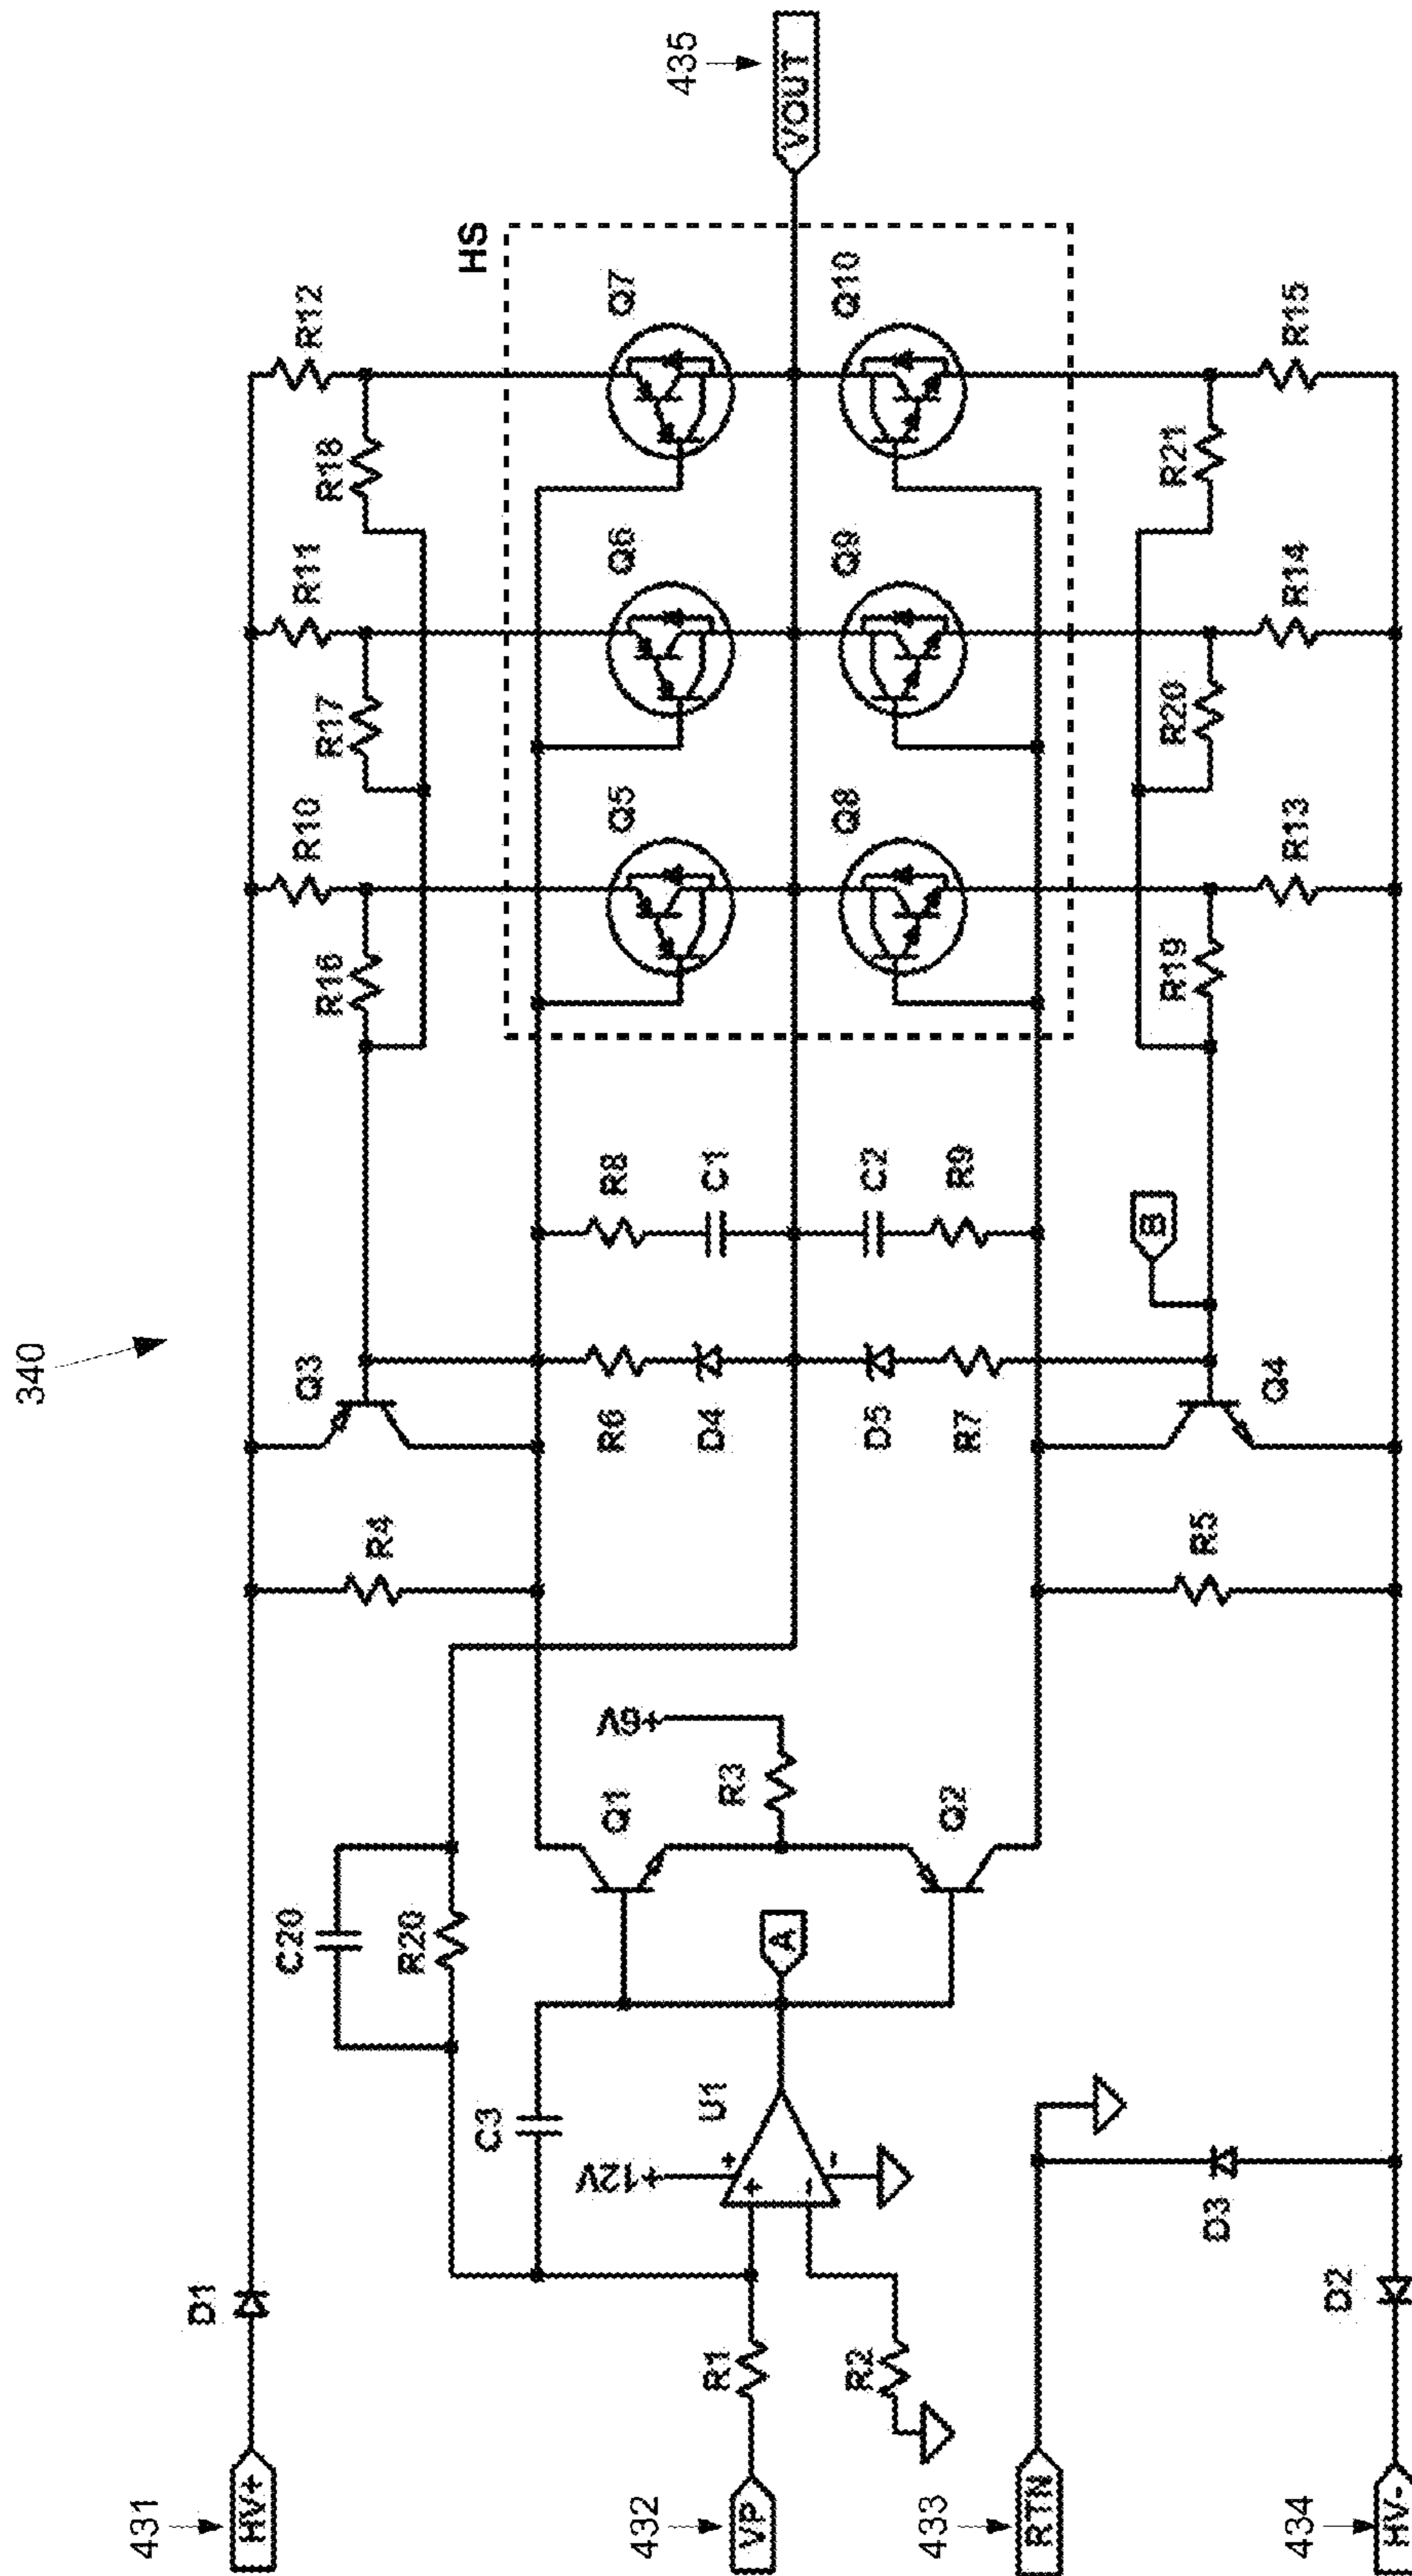 340
431
D1
HV+
C20
Q3
R10
R11
R12
R16
R17
R18
R4
R20
HS
C3
+12V
Q1
+6V
R6
R8
Q5
Q6
Q7
432
435
R1
U1
R3
D4
C1
VP
A
VOUT
R2
D5
C2
Q8
Q9
Q10
433
Q2
R7
R9
RTN
B
R5
R19
R20
R21
D3
Q4
434
D2
R13
R14
R15
HV-